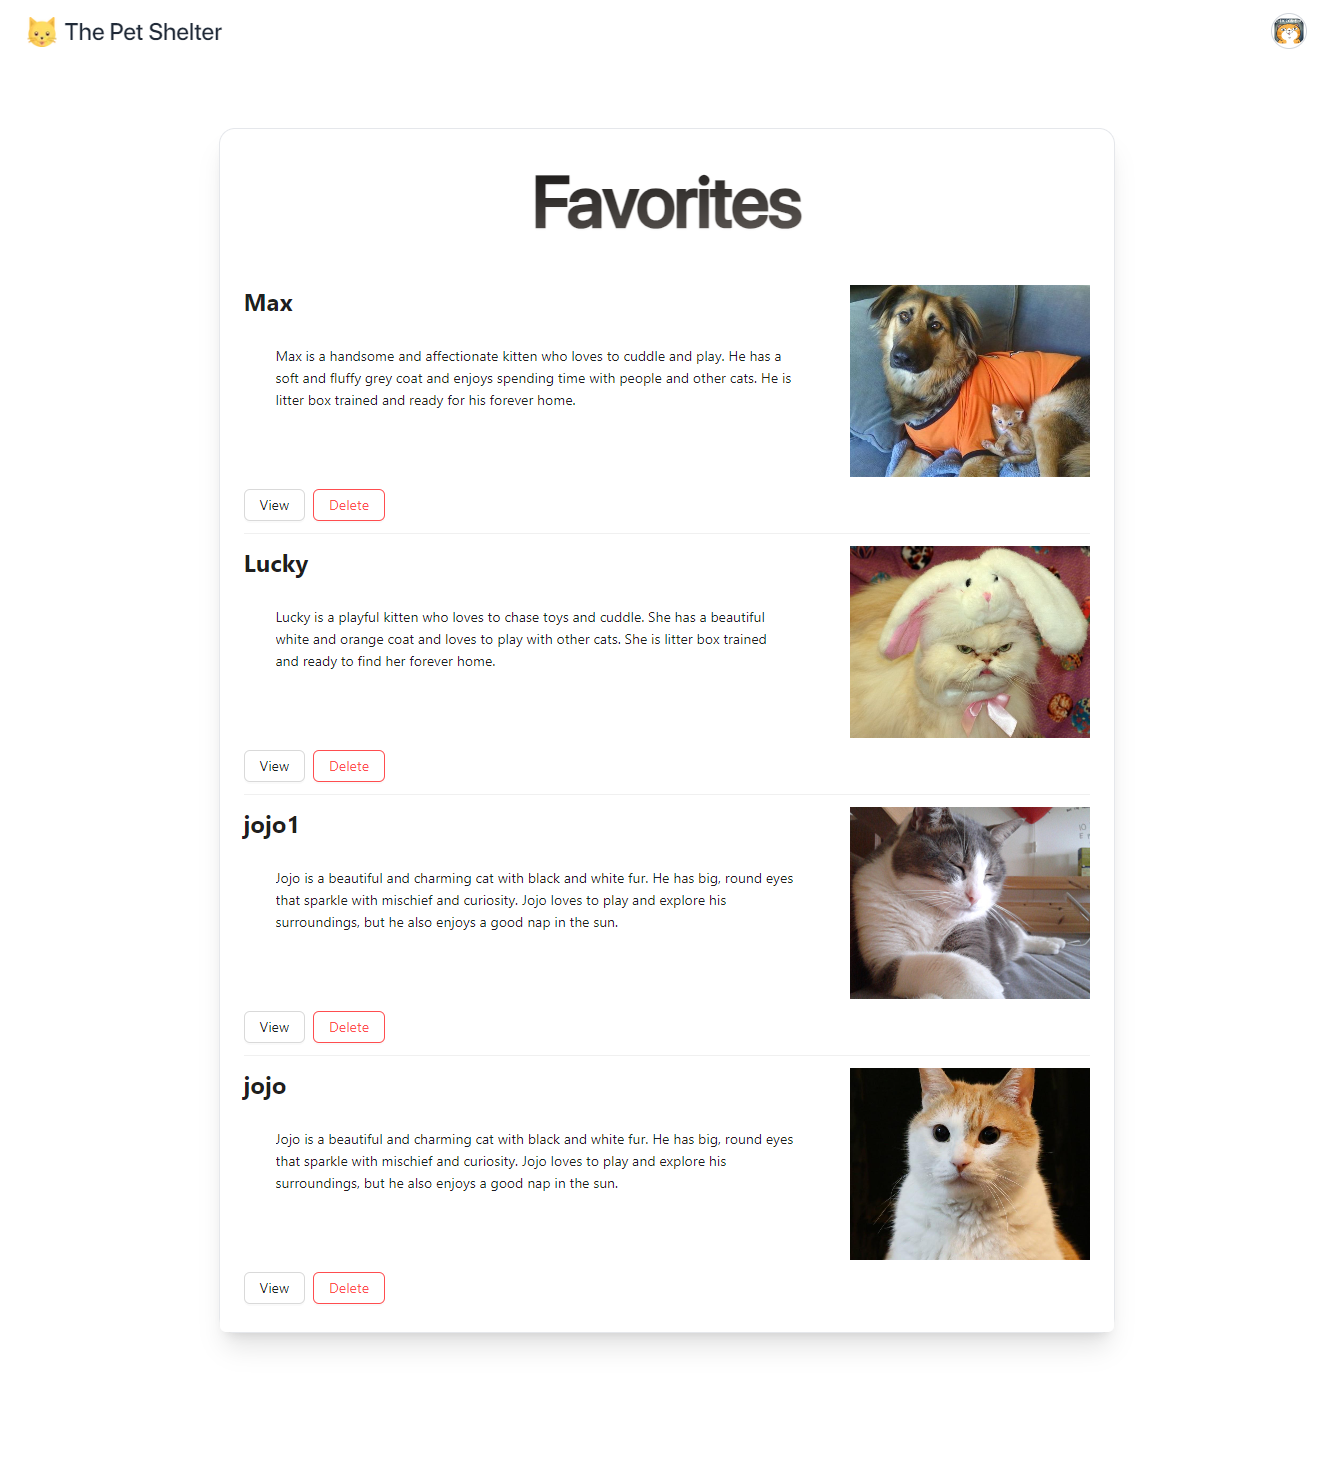 The Pet Shelter
Favorites
Max
Max is a handsome and affectionate kitten who loves to cuddle and play. He has a
soft and fluffy grey coat and enjoys spending time with people and other cats. He is
litter box trained and ready for his forever home.
View Delete
Lucky
Lucky is a playful kitten who loves to chase toys and cuddle. She has a beautiful
white and orange coat and loves to play with other cats. She is litter box trained
and ready to find her forever home.
View Delete
jojo1
Jojo is a beautiful and charming cat with black and white fur. He has big, round eyes
that sparkle with mischief and curiosity. Jojo loves to play and explore his
surroundings, but he also enjoys a good nap in the sun.
View Delete
jojo
Jojo is a beautiful and charming cat with black and white fur. He has big, round eyes
that sparkle with mischief and curiosity. Jojo loves to play and explore his
surroundings, but he also enjoys a good nap in the sun.
View Delete